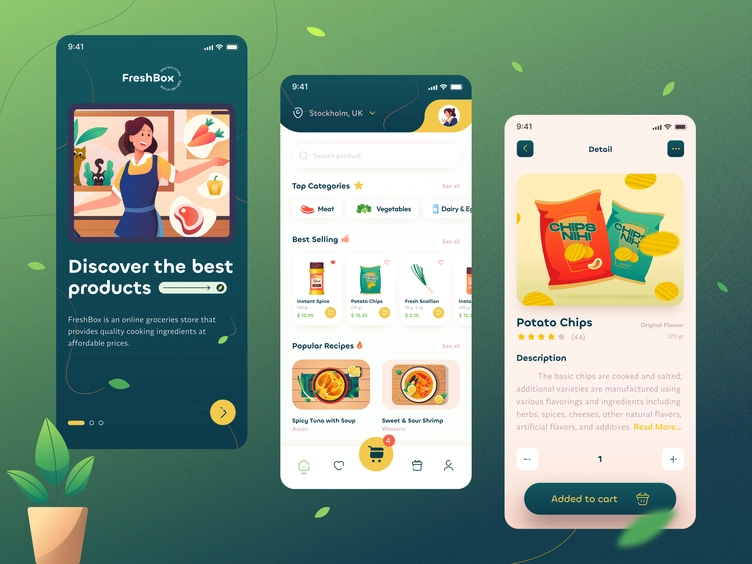 9:41
FreshBox
Discover the best
products
FreshBox is an online groceries store that
provides quality cooking ingredients at
affordable prices.
9:41
Stockholm, UK
Search product
Top Categories
See all
Meat
Vegetables
Dairy & Eg
Best Selling
See all
Instant Spice
$ 12.95
Potato Chips
$ 15.35
Fresh Scallion
$ 2.15
Instan
$ 12.9
Popular Recipes
See all
Spicy Tuna with Soup
Asian
Sweet & Sour Shrimp
Western
4
9:41
Detail
CHIPS
NIH!
CHIPS
NIH!
Potato Chips
Original Flavour
(4.4)
170 gr
Description
The basic chips are cooked and salted;
additional varieties are manufactured using
various flavorings and ingredients including
herbs, spices, cheeses, other natural flavors,
artificial flavors, and additives. Read More...
1
Added to cart